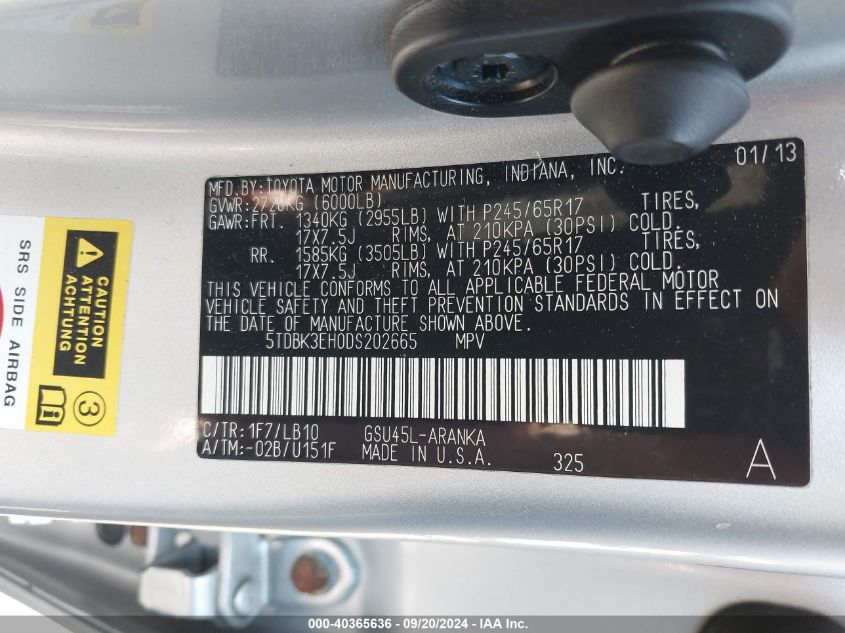 01/13
MFD.BY:TOYOTA MOTOR MANUFACTURING, INDIANA, INC.
GVWR:2720KG (6000LB)
GAWR:FRT. 1340KG (2955LB) WITH P245/65R17 TIRES,
17X7.5J RIMS, AT 210KPA (30PSI) COLD.
RR. 1585KG (3505LB) WITH P245/65R17 TIRES,
17X7.5J RIMS, AT 210KPA (30PSI) COLD.
THIS VEHICLE CONFORMS TO ALL APPLICABLE FEDERAL MOTOR
VEHICLE SAFETY AND THEFT PREVENTION STANDARDS IN EFFECT ON
THE DATE OF MANUFACTURE SHOWN ABOVE.
5TDBK3EH0DS202665 MPV
C/TR:1F7/LB10 GSU45L-ARANKA
A/TM:-02B/U151F MADE IN U.S.A. 325
A
SRS SIDE AIRBAG
CAUTION
ATTENTION
ACHTUNG
3
000-40365636 - 09/20/2024 - IAA Inc.